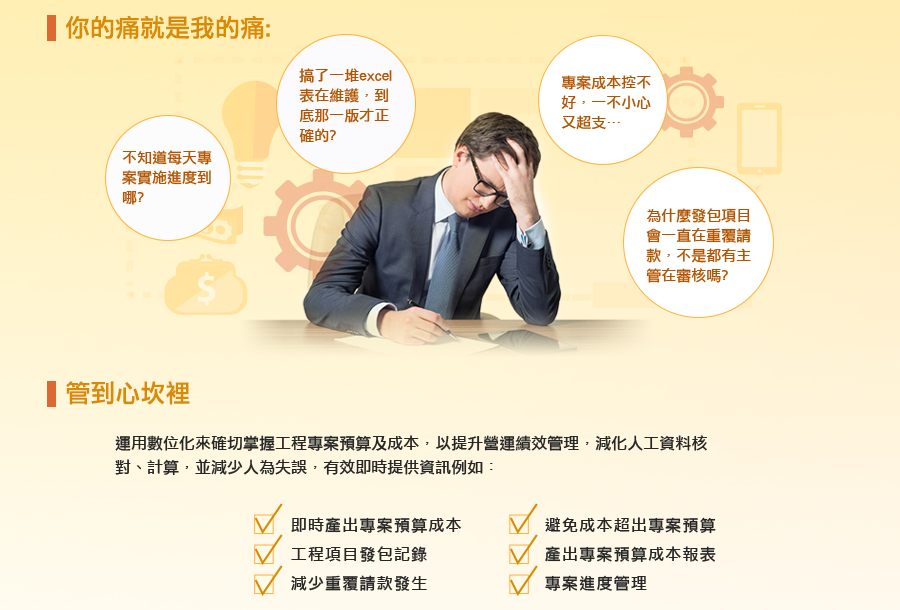 你的痛就是我的痛:
搞了一堆excel
表在維護，到
底那一版才正
確的?
專案成本控不
好，一不小心
又超支…
不知道每天專
案實施進度到
哪?
為什麼發包項目
會一直在重覆請
款，不是都有主
管在審核嗎?
$
管到心坎裡
運用數位化來確切掌握工程專案預算及成本，以提升營運績效管理，減化人工資料核
對、計算，並減少人為失誤，有效即時提供資訊例如：
即時產出專案預算成本
避免成本超出專案預算
工程項目發包記錄
產出專案預算成本報表
減少重覆請款發生
專案進度管理